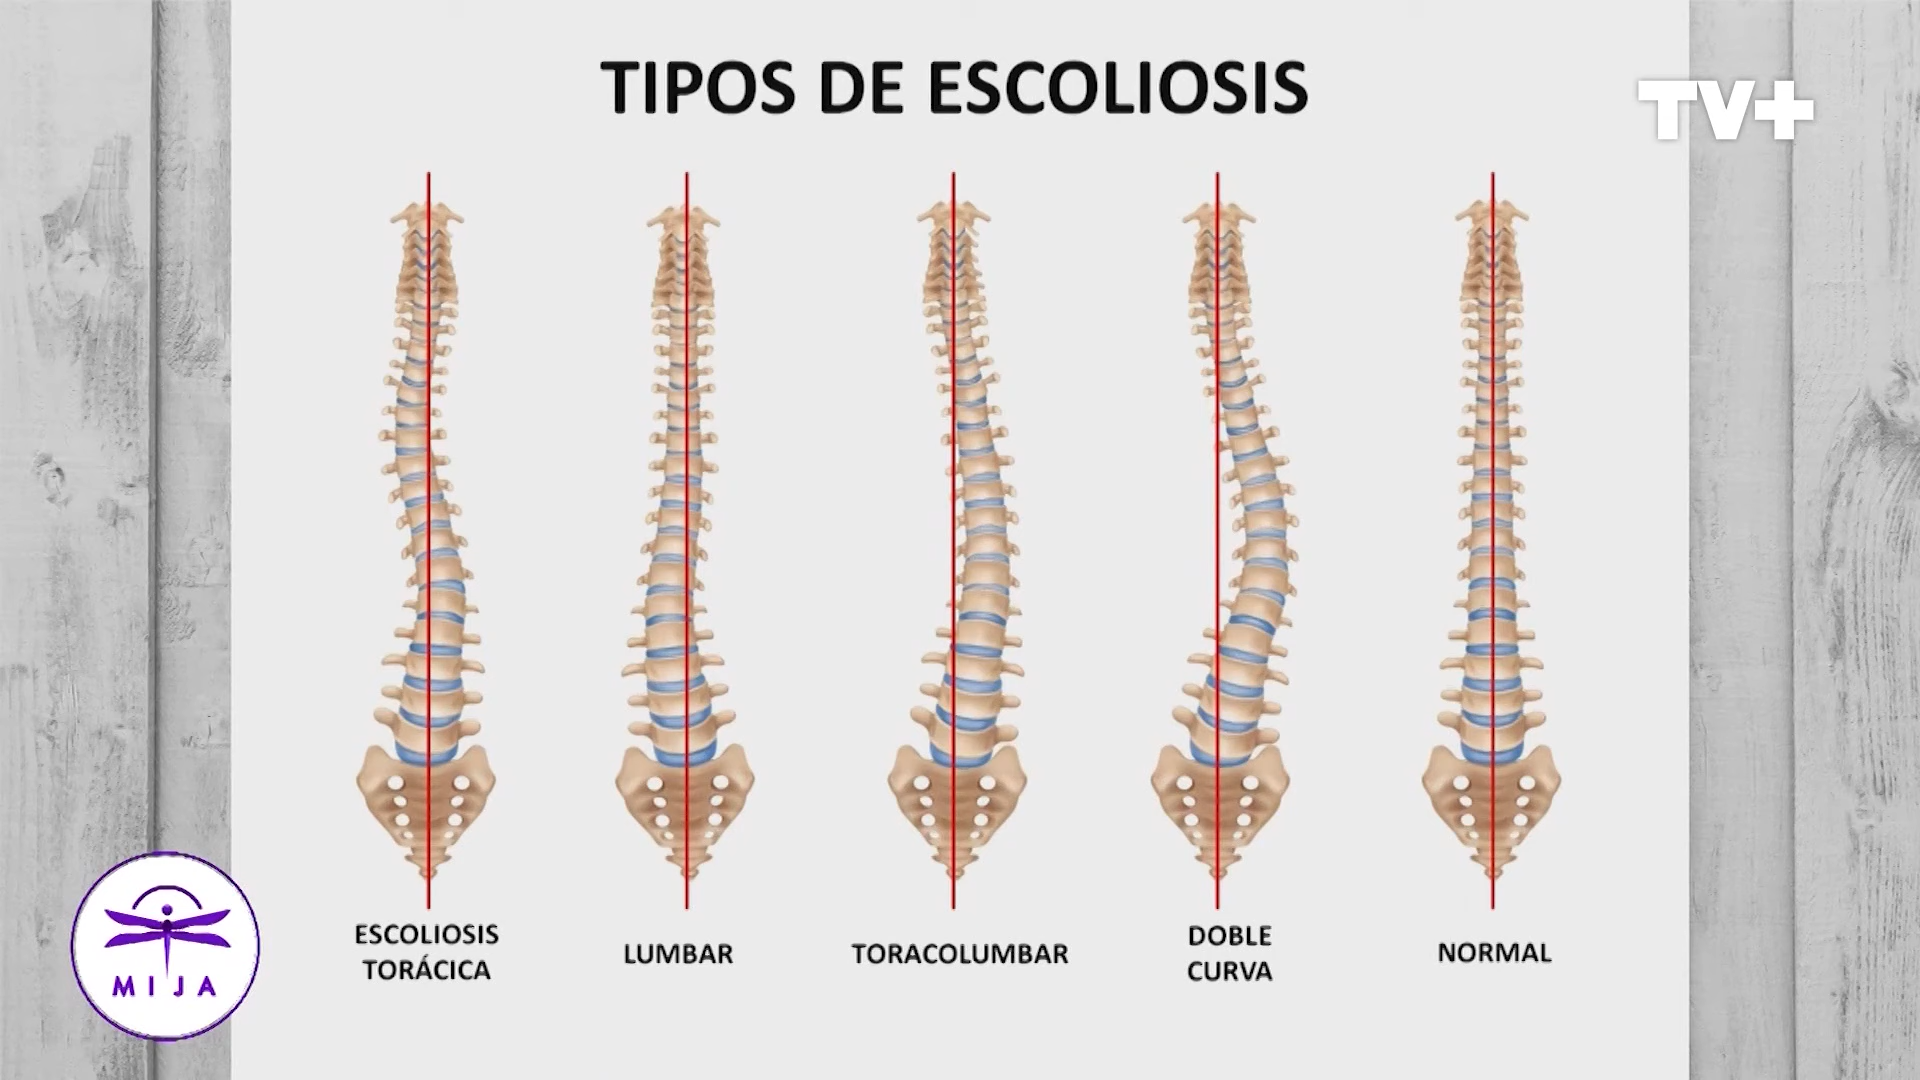 TIPOS DE ESCOLIOSIS
TV+
ESCOLIOSIS
TORÁCICA
LUMBAR
TORACOLUMBAR
DOBLE
CURVA
NORMAL
MIJA